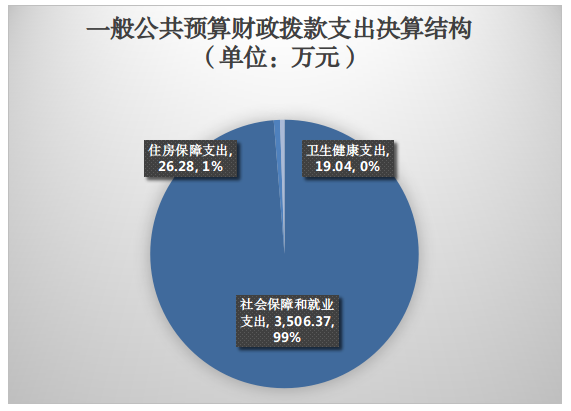 一般公共预算财政拨款支出决算结构
（单位：万元）
住房保障支出,
26.28, 1%
卫生健康支出,
19.04, 0%
社会保障和就业
支出, 3,506.37,
99%